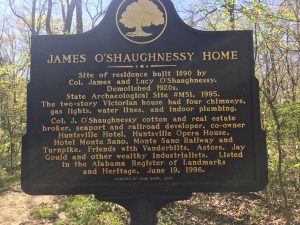 JAMES O'SHAUGHNESSY HOME
Site of residence built 1890 by
Col. James and Lucy O'Shaughnessy.
Demolished 1920s.
State Archaeological Site #MS1, 1995.
The two-story Victorian house had four chimneys,
gas lights, water lines, and indoor plumbing.
Col. J. O'Shaughnessy cotton and real estate
broker, seaport and railroad developer, co-owner
Huntsville Hotel, Huntsville Opera House,
Hotel Monte Sano, Monte Sano Railway and
Turnpike. Friends with Vanderbilts, Astors, Jay
Gould and other wealthy industrialists. Listed
in the Alabama Register of Landmarks
and Heritage, June 19, 1996.